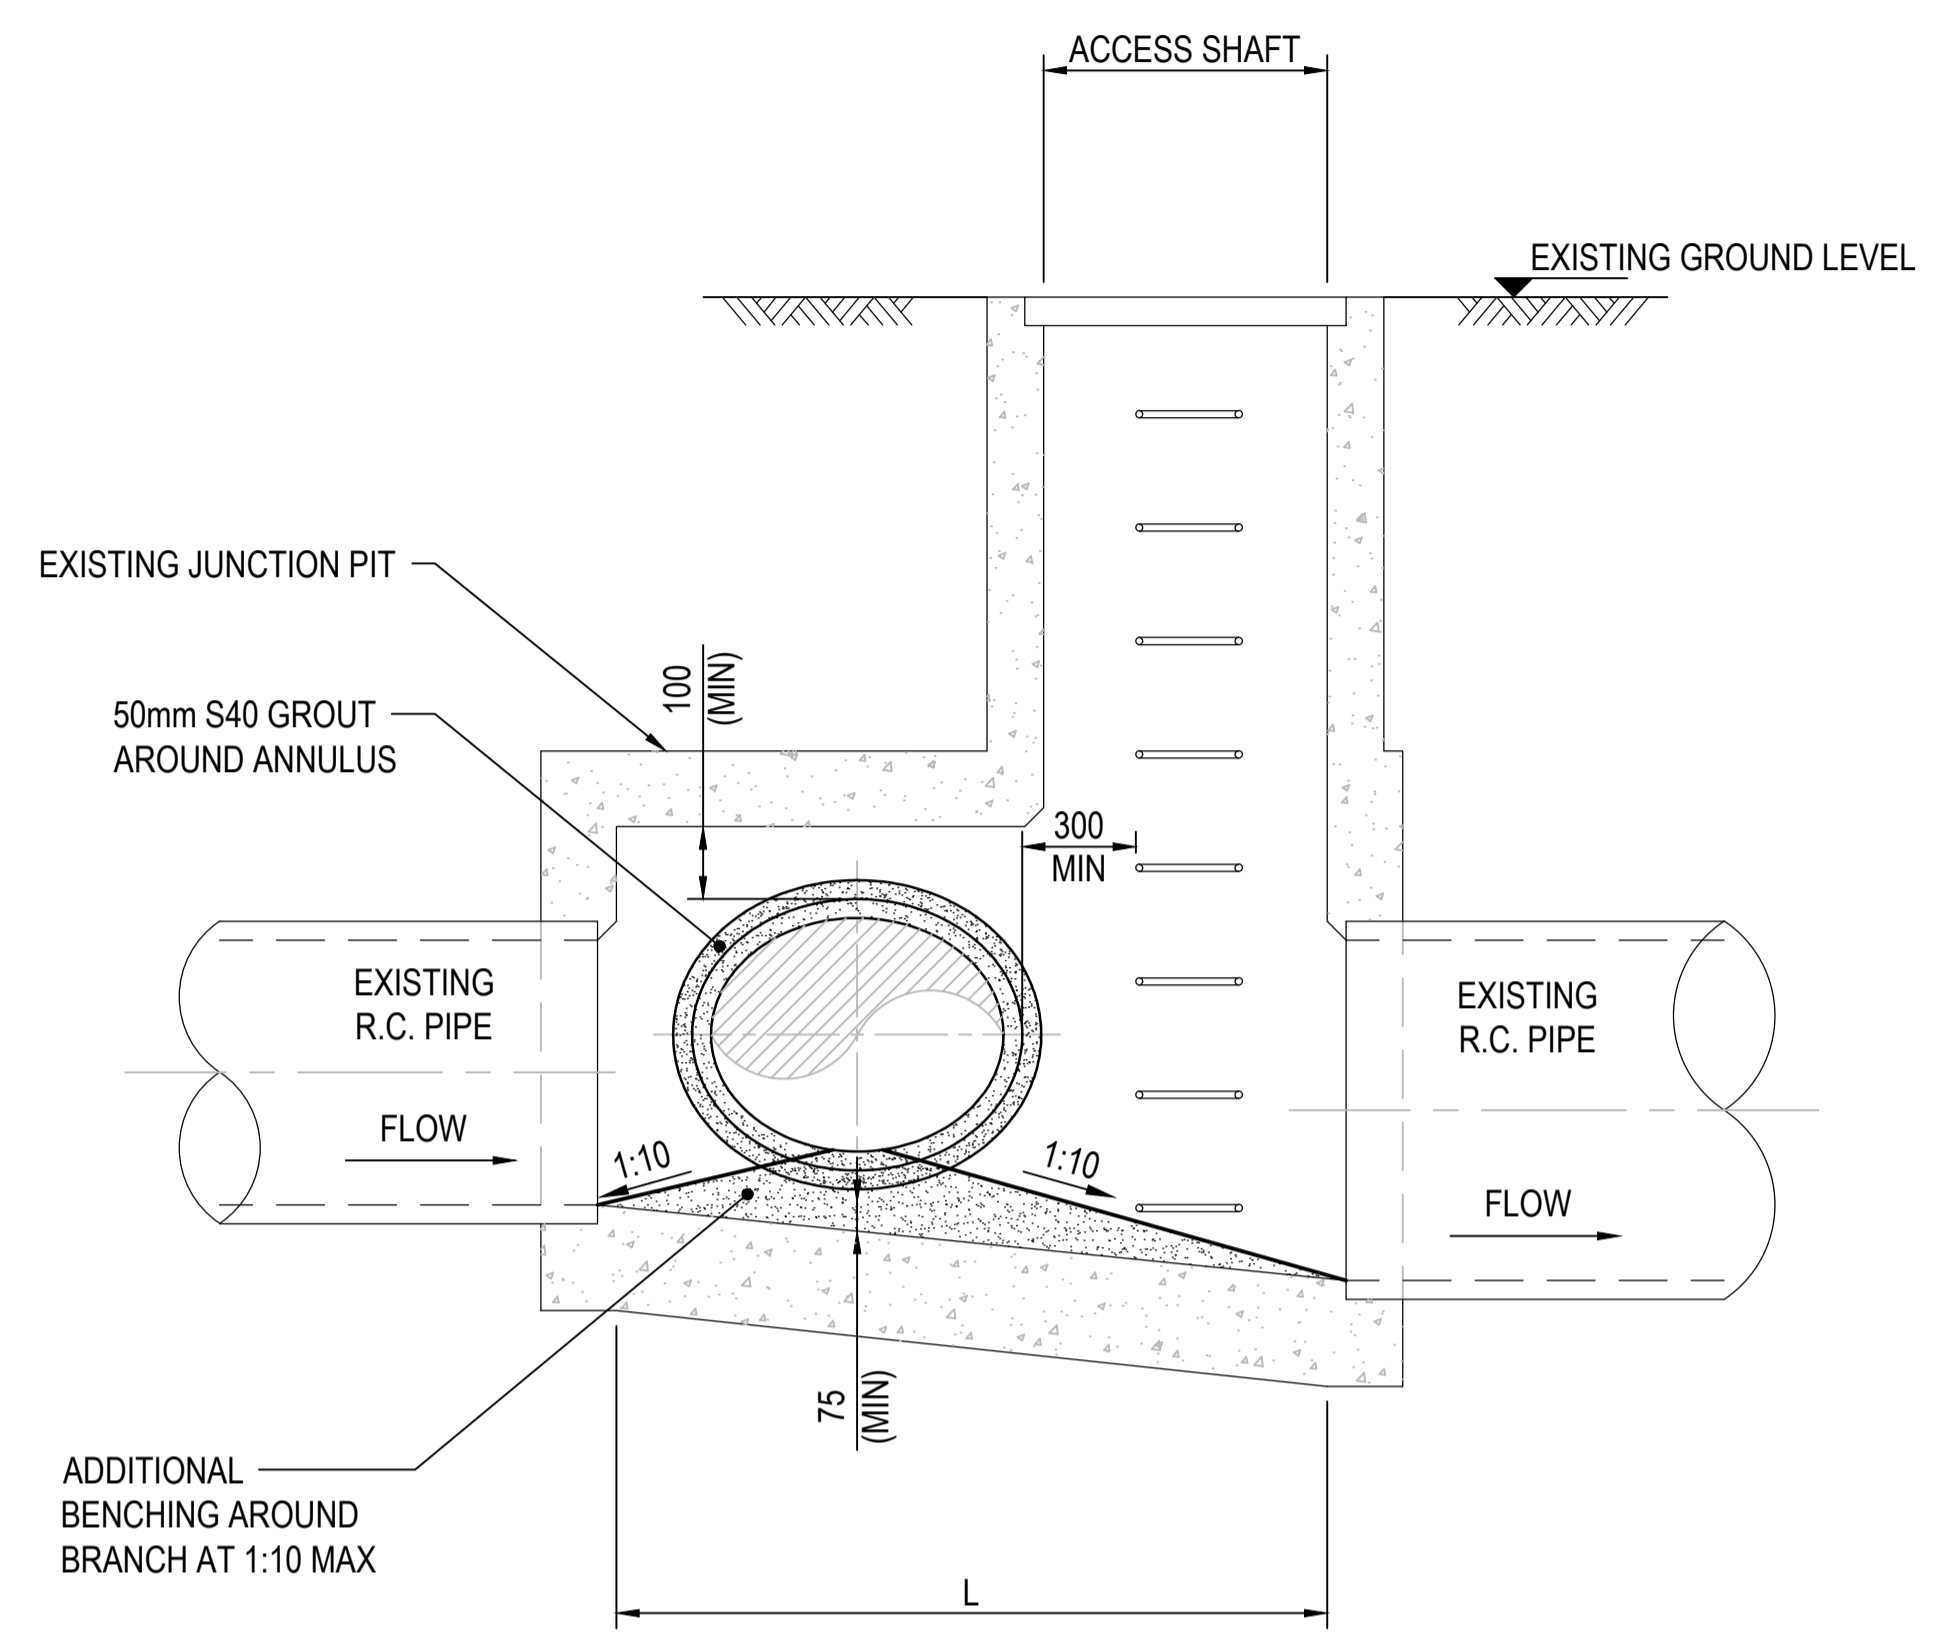 ACCESS SHAFT
EXISTING GROUND LEVEL
EXISTING JUNCTION PIT
100
(MIN)
50mm S40 GROUT
AROUND ANNULUS
300
MIN
EXISTING
R.C. PIPE
EXISTING
R.C. PIPE
FLOW
1:10
1:10
FLOW
75
(MIN)
ADDITIONAL
BENCHING AROUND
BRANCH AT 1:10 MAX
L